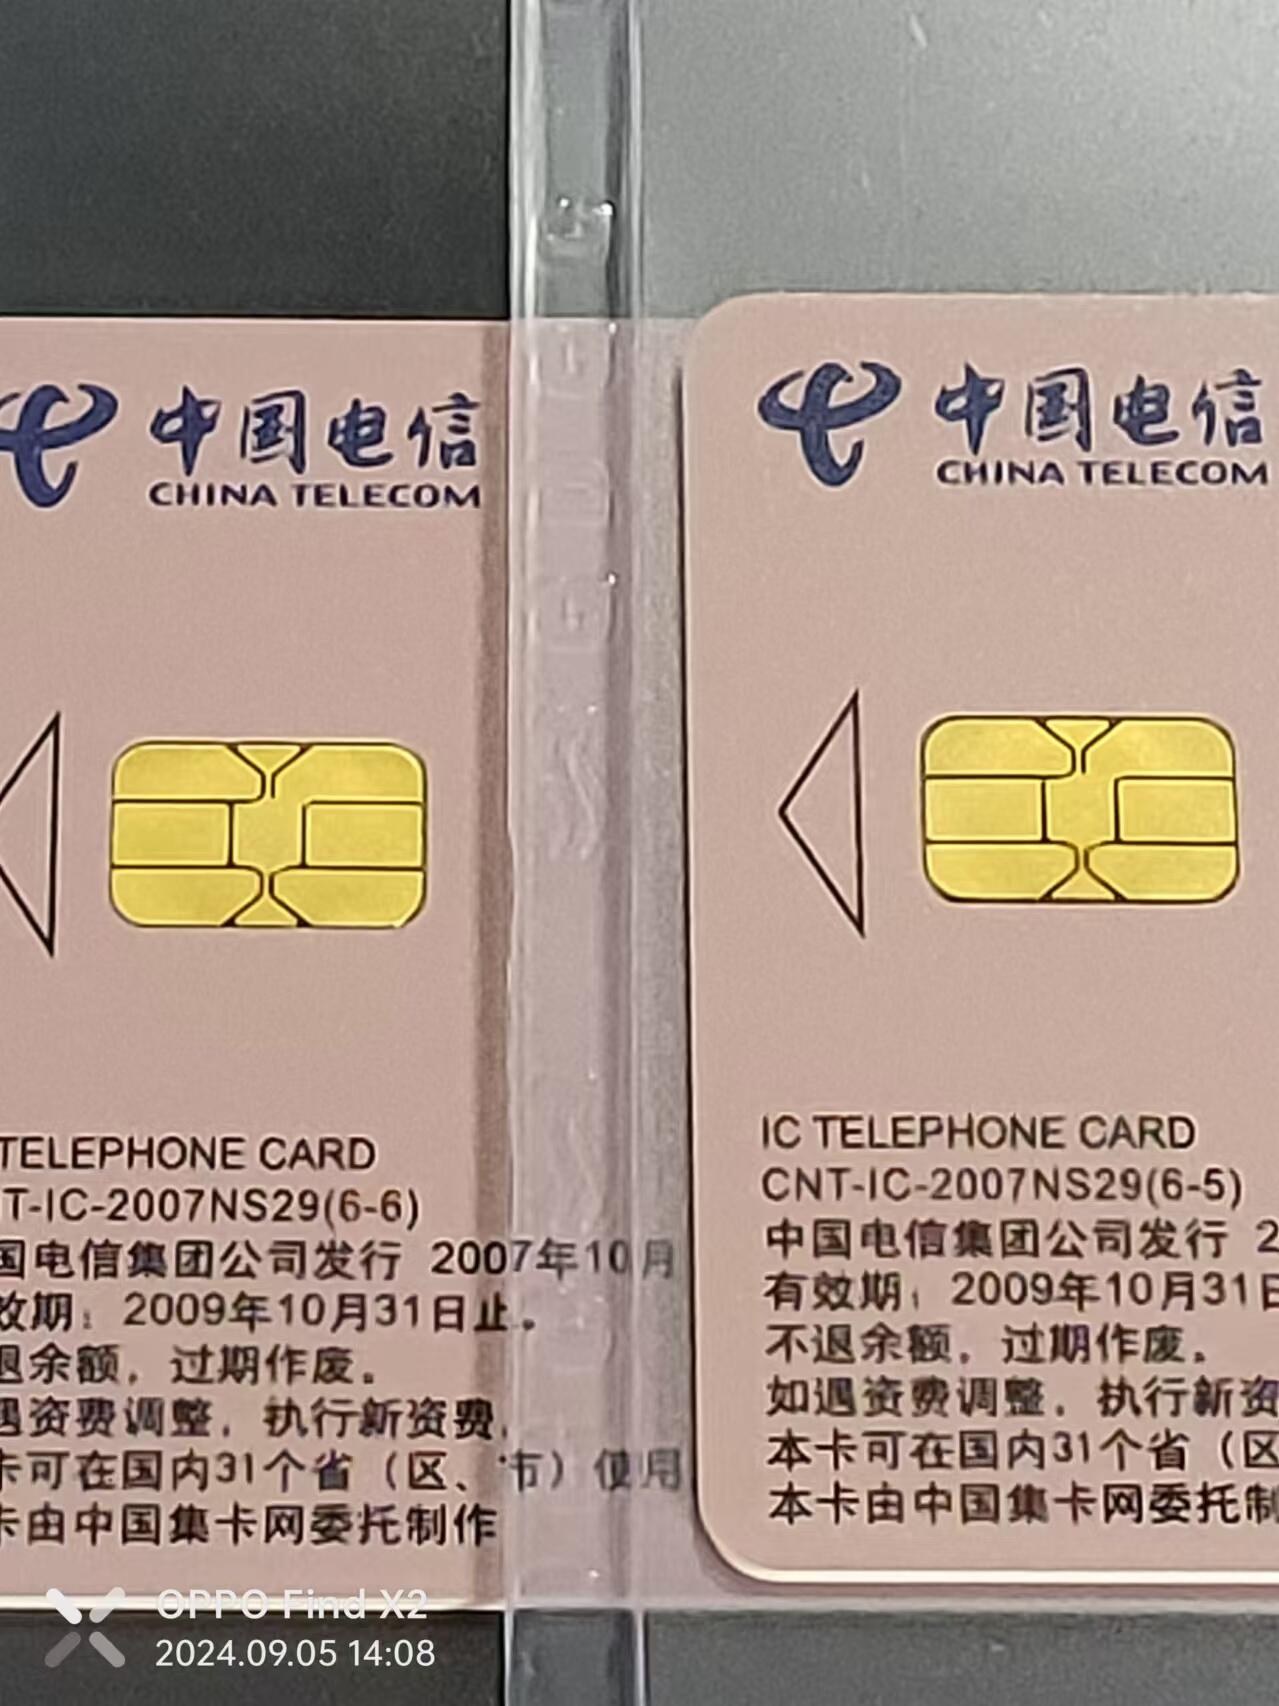 中国电信
CHINA TELECOM
TELEPHONE CARD
T-IC-2007NS29(6-6)
国电信集团公司发行 2007年10月
效期：2009年10月31日止。
退余额，过期作废。
遇资费调整，执行新资费，
卡可在国内31个省（区、市）使用
卡由中国集卡网委托制作
中国电信
CHINA TELECOM
IC TELEPHONE CARD
CNT-IC-2007NS29(6-5)
中国电信集团公司发行 2
有效期：2009年10月31日
不退余额，过期作废。
如遇资费调整，执行新资
本卡可在国内31个省（区
本卡由中国集卡网委托制
OPPO Find X2
2024.09.05 14:08